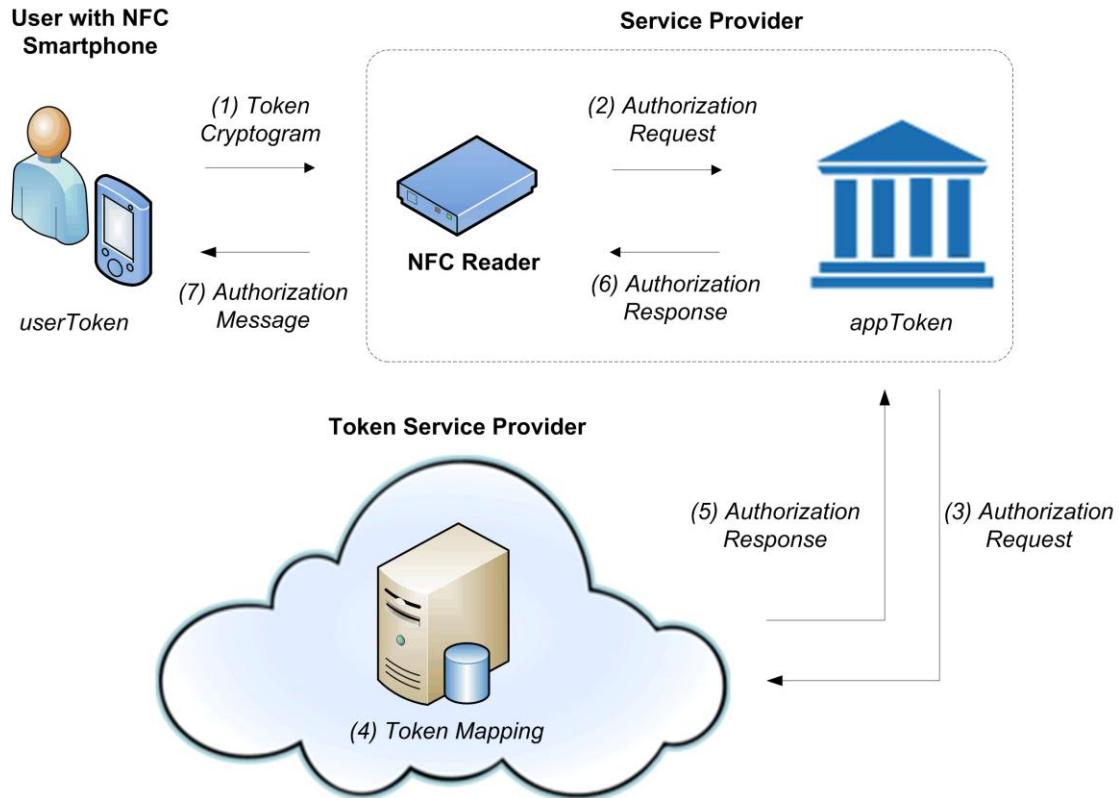 User with NFC
Smartphone
Service Provider
(1) Token
Cryptogram
(2) Authorization
Request
NFC Reader
(7) Authorization
Message
(6) Authorization
Response
userToken
appToken
Token Service Provider
(5) Authorization
Response
(3) Authorization
Request
(4) Token Mapping